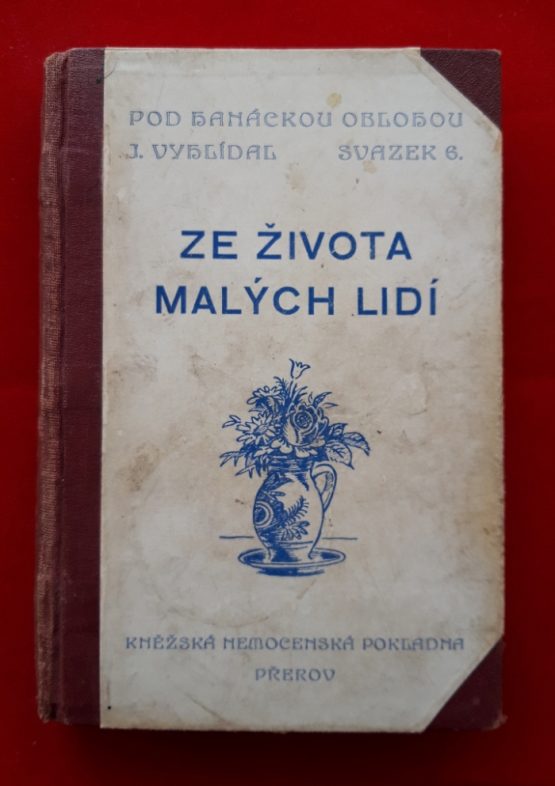 POD HANÁCKOU OBLOHOU
J. VYHLÍDAL SVAZEK 6.
ZE ŽIVOTA
MALÝCH LIDÍ
KNĚŽSKÁ NEMOCENSKÁ POKLADNA
PŘEROV